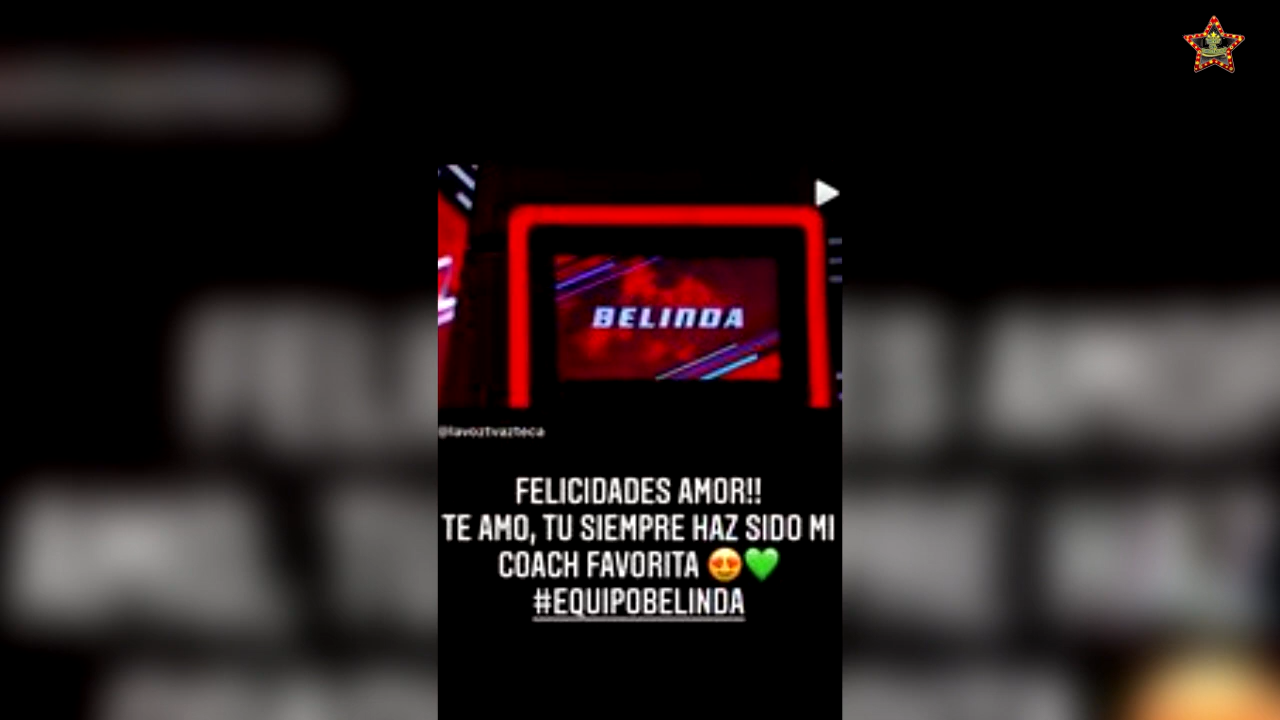 BELINDA
@lavoztvazteca
FELICIDADES AMOR!!
TE AMO, TU SIEMPRE HAZ SIDO MI
COACH FAVORITA 😍💚
#EQUIPOBELINDA